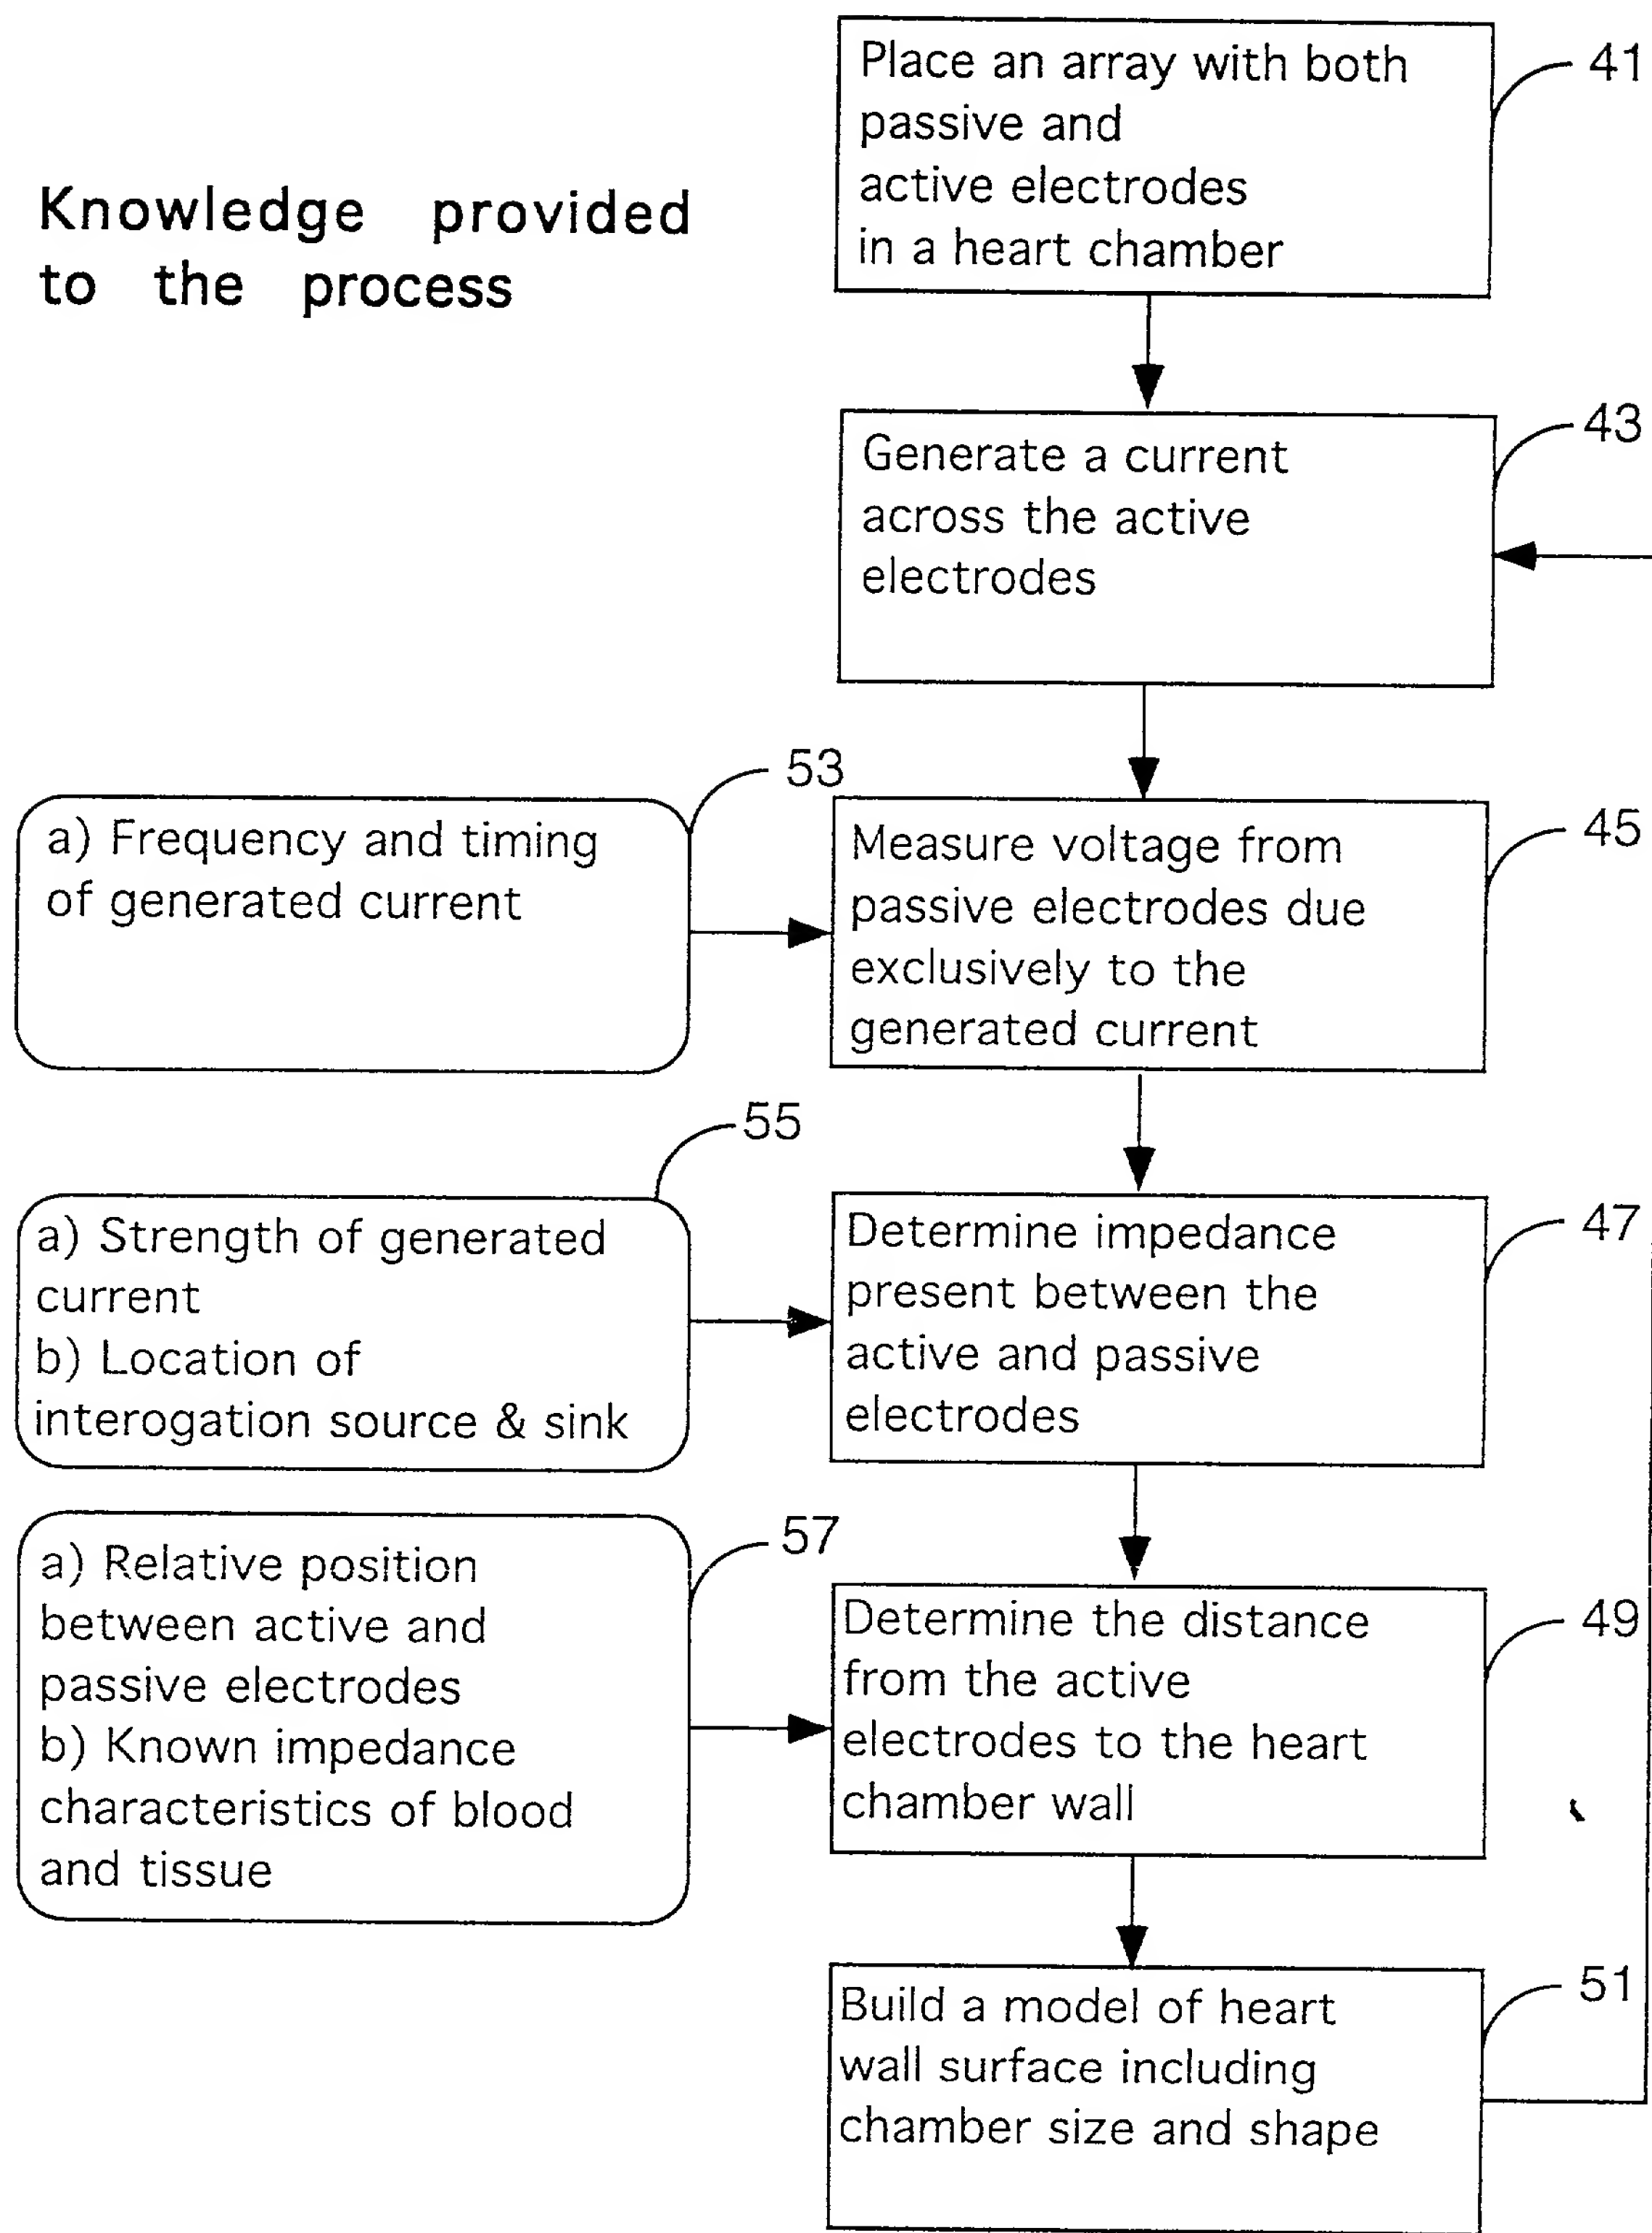 Place an array with both
passive and
active electrodes
in a heart chamber
41
Knowledge provided
to the process
Generate a current
across the active
electrodes
43
a) Frequency and timing
of generated current
53
Measure voltage from
passive electrodes due
exclusively to the
generated current
45
a) Strength of generated
current
b) Location of
interogation source & sink
55
Determine impedance
present between the
active and passive
electrodes
47
a) Relative position
between active and
passive electrodes
b) Known impedance
characteristics of blood
and tissue
57
Determine the distance
from the active
electrodes to the heart
chamber wall
49
Build a model of heart
wall surface including
chamber size and shape
51